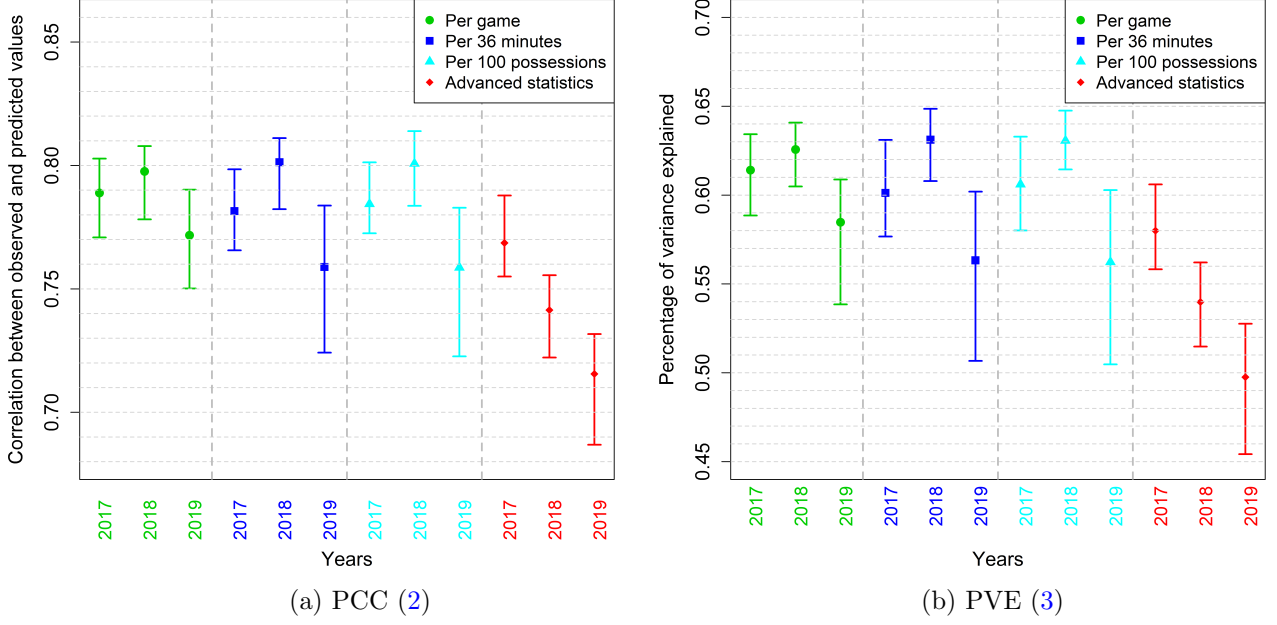 Correlation between observed and predicted values
0.85
0.80
0.75
0.70
Per game
Per 36 minutes
Per 100 possessions
Advanced statistics
2017
2018
2019
2017
2018
2019
2017
2018
2019
2017
2018
2019
Years
(a) PCC (2)
Percentage of variance explained
0.70
0.65
0.60
0.55
0.50
0.45
Per game
Per 36 minutes
Per 100 possessions
Advanced statistics
2017
2018
2019
2017
2018
2019
2017
2018
2019
2017
2018
2019
Years
(b) PVE (3)